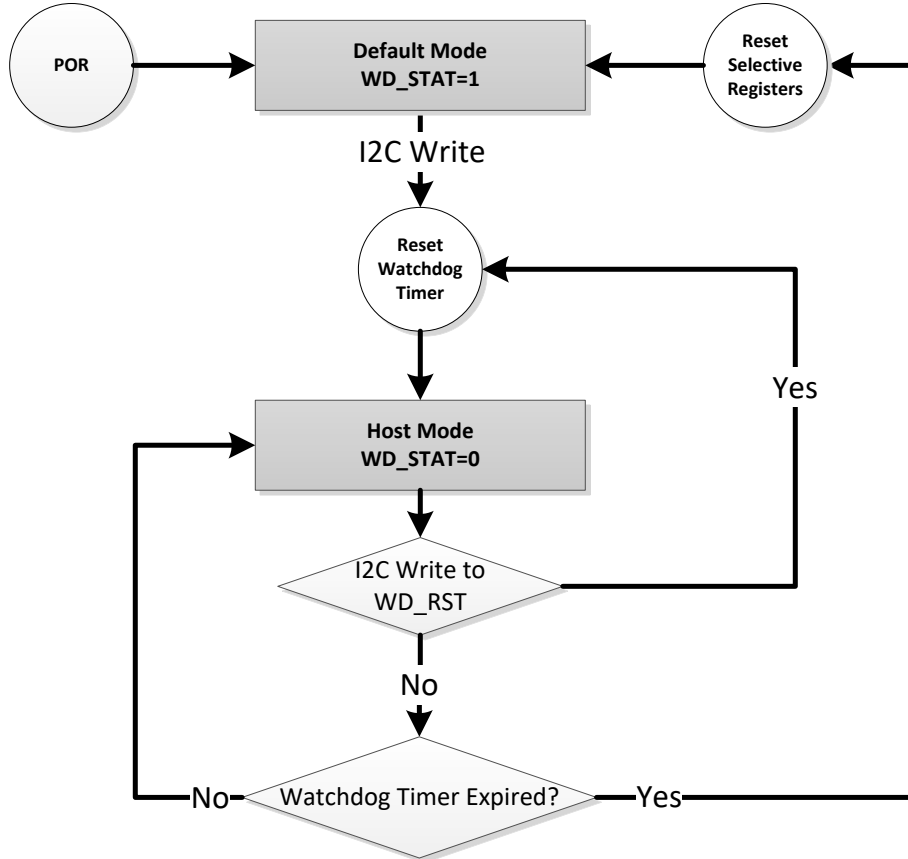 POR
Default Mode
WD_STAT=1
Reset
Selective
Registers
I2C Write
Reset
Watchdog
Timer
Yes
Host Mode
WD_STAT=0
I2C Write to
WD_RST
No
No
Watchdog Timer Expired?
Yes